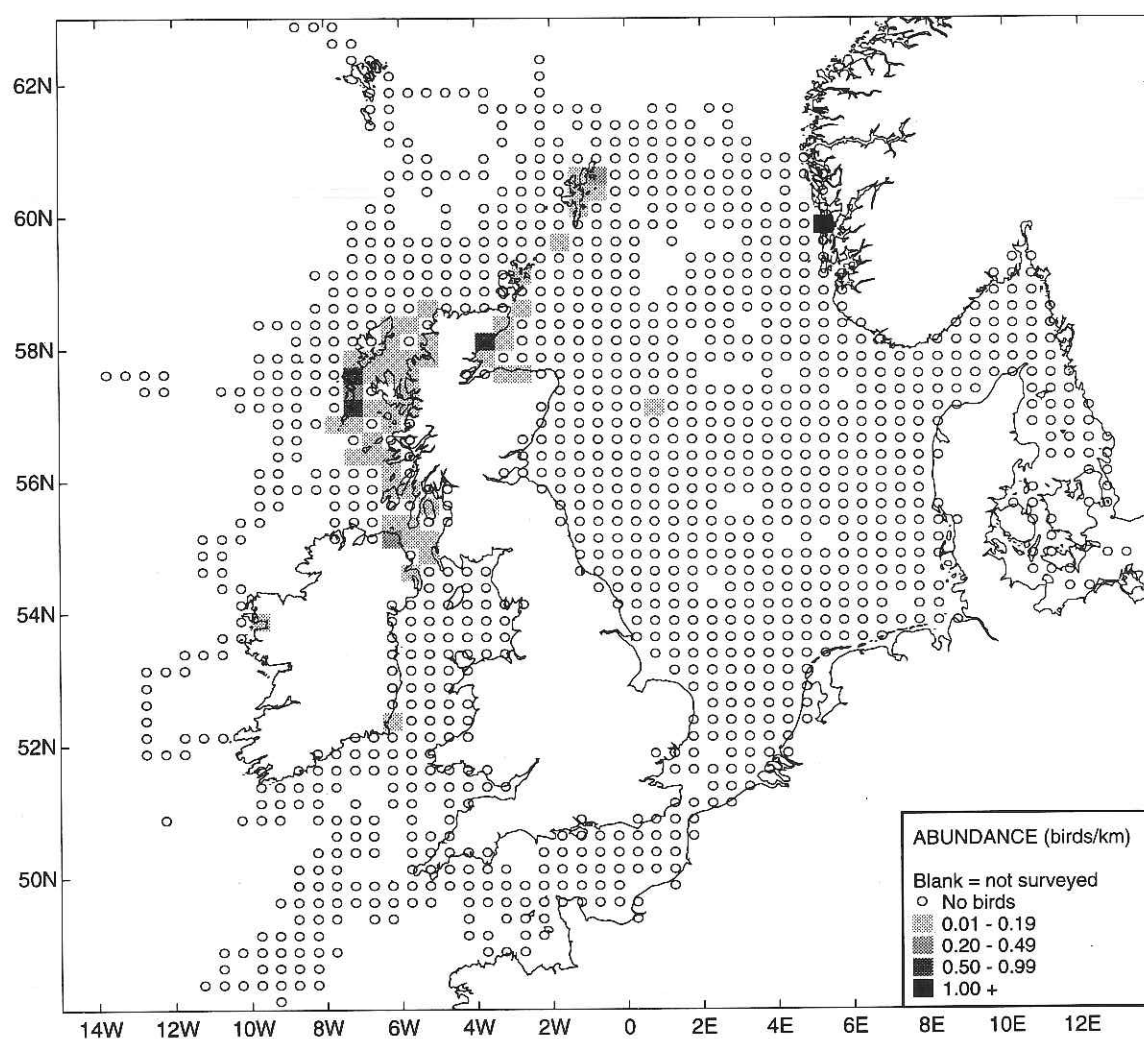 62N
60N
58N
56N
54N
52N
50N
ABUNDANCE (birds/km)
Blank = not surveyed
No birds
0.01 - 0.19
0.20 - 0.49
0.50 - 0.99
1.00 +
14W 12W 10W 8W 6W 4W 2W 0 2E 4E 6E 8E 10E 12E